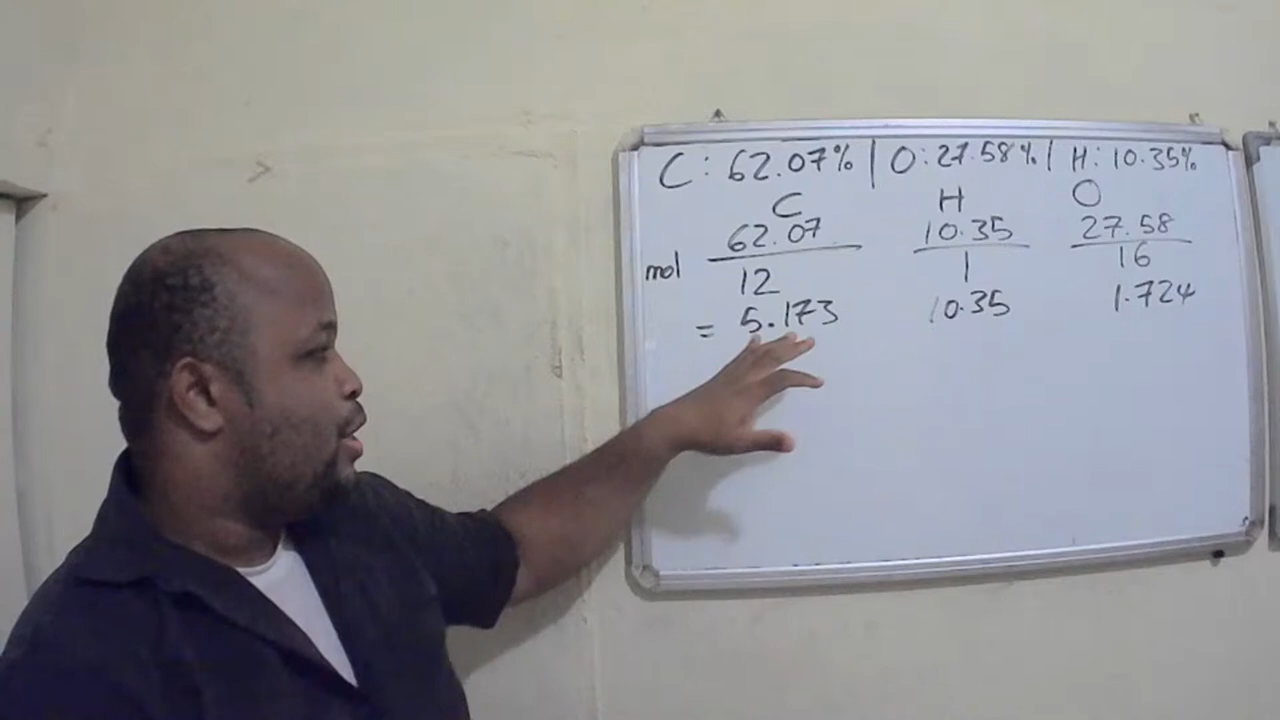 C: 62.07% | O: 27.58% | H: 10.35%
C H O
62.07 10.35 27.58
mol 12 1 16
= 5.173 10.35 1.724